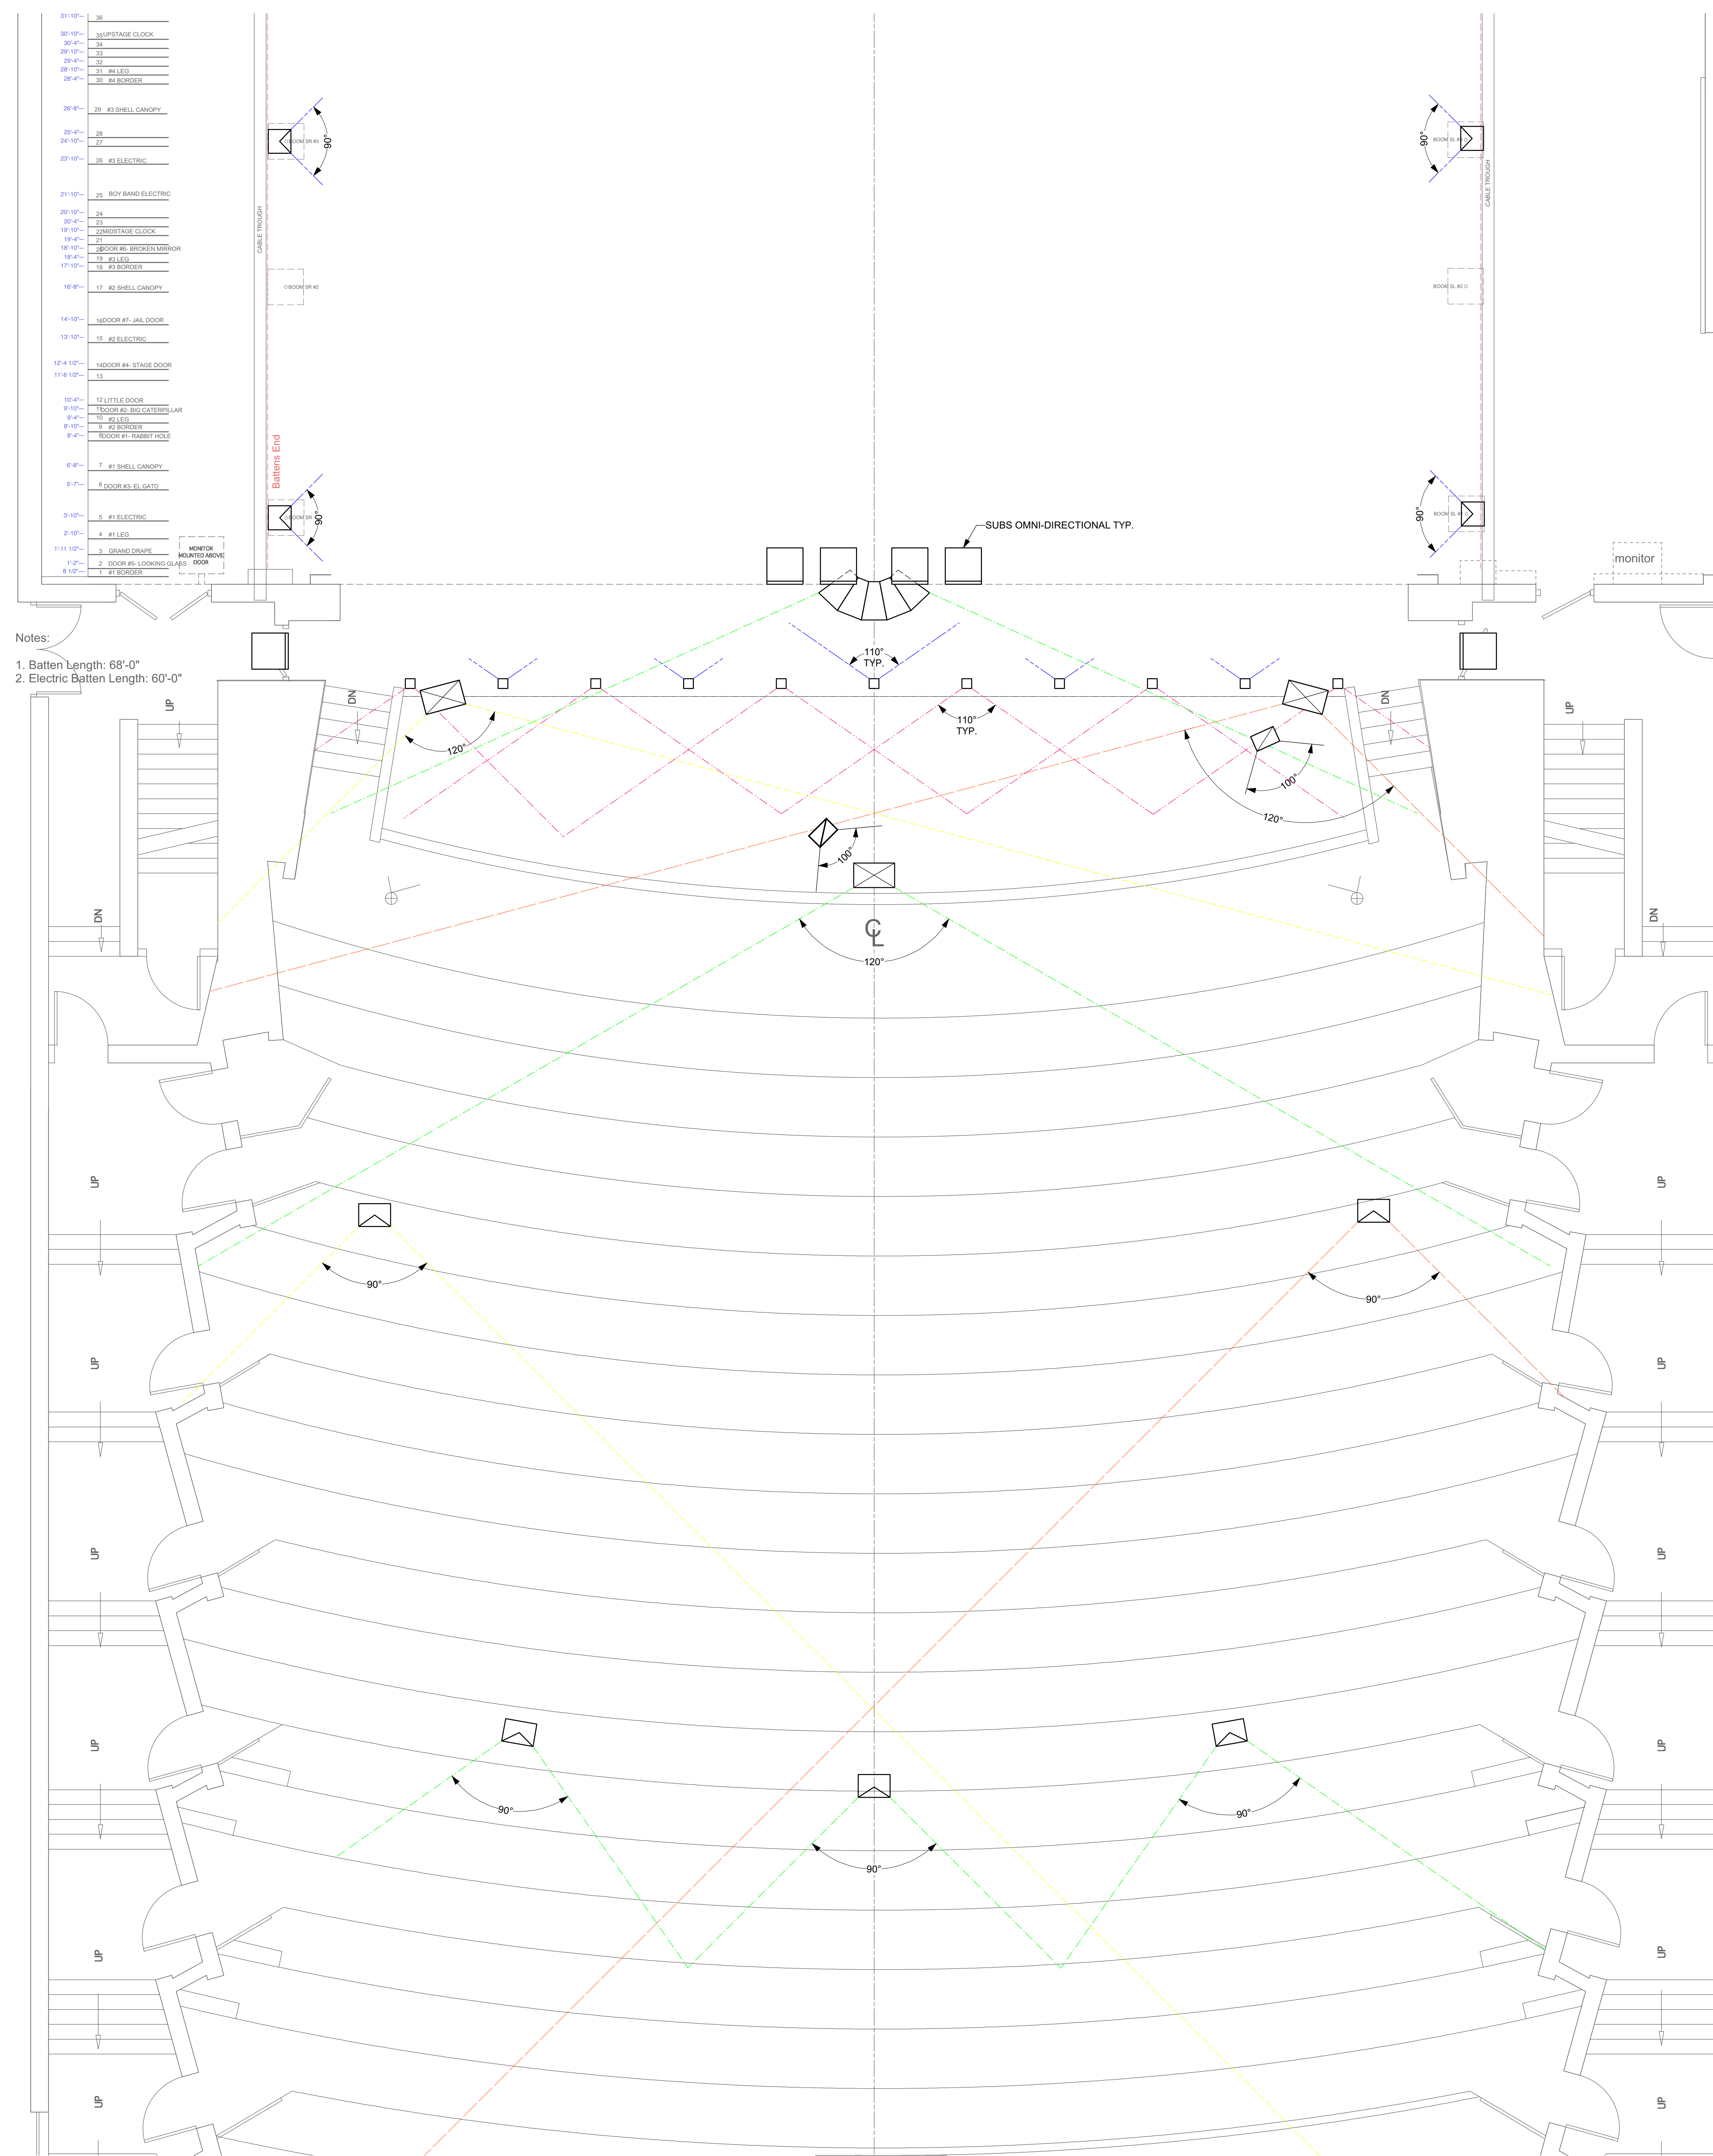 31'-10" 36
30'-10" 35 UPSTAGE CLOCK
30'-4" 34
29'-10" 33
29'-4" 32
28'-10" 31 #4 LEG
28'-4" 30 #4 BORDER
26'-8" 29 #3 SHELL CANOPY
25'-4" 28
24'-10" 27
23'-10" 26 #3 ELECTRIC
21'-10" 25 BOY BAND ELECTRIC
20'-10" 24
20'-4" 23
19'-10" 22 MIDSTAGE CLOCK
19'-4" 21
18'-10" 20 DOOR #6- BROKEN MIRROR
18'-4" 19 #3 LEG
17'-10" 18 #3 BORDER
16'-8" 17 #2 SHELL CANOPY
14'-10" 16 DOOR #7- JAIL DOOR
13'-10" 15 #2 ELECTRIC
12'-4 1/2" 14 DOOR #4- STAGE DOOR
11'-8 1/2" 13
10'-4" 12 LITTLE DOOR
9'-10" 11 DOOR #2- BIG CATERPILLAR
9'-4" 10 #2 LEG
8'-10" 9 #2 BORDER
8'-4" 8 DOOR #1- RABBIT HOLE
6'-8" 7 #1 SHELL CANOPY
5'-7" 6 DOOR #3- EL GATO
3'-10" 5 #1 ELECTRIC
2'-10" 4 #1 LEG
1'-11 1/2" 3 GRAND DRAPE
1'-2" 2 DOOR #5- LOOKING GLASS
8 1/2" 1 #1 BORDER
MONITOR
MOUNTED ABOVE
DOOR
CABLE TROUGH
Battens End
BOOM SR #3
90°
BOOM SR #2
BOOM SR
90°
90°
BOOM SL
CABLE TROUGH
BOOM SL #2
90°
BOOM SL
SUBS OMNI-DIRECTIONAL TYP.
monitor
Notes:
1. Batten Length: 68'-0"
2. Electric Batten Length: 60'-0"
110°
TYP.
110°
TYP.
UP
DN
DN
UP
120°
100°
120°
100°
DN
CL
DN
120°
UP
UP
90°
90°
UP
UP
UP
UP
UP
UP
90°
90°
90°
UP
UP
UP
UP